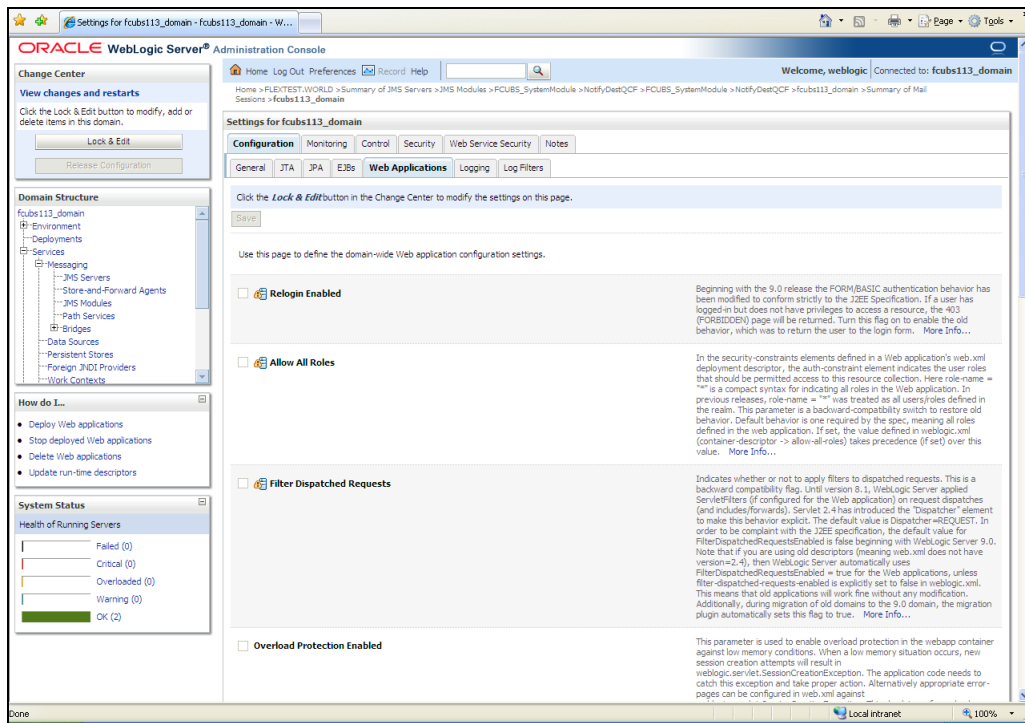 Settings for fcubs113_domain - fcubs113_domain - W...
Page Tools
ORACLE WebLogic Server® Administration Console
Change Center
View changes and restarts
Click the Lock & Edit button to modify, add or
delete items in this domain.
Lock & Edit
Release Configuration
Domain Structure
fcubs113_domain
Environment
Deployments
Services
Messaging
JMS Servers
Store-and-Forward Agents
JMS Modules
Path Services
Bridges
Data Sources
Persistent Stores
Foreign JNDI Providers
Work Contexts
How do I...
Deploy Web applications
Stop deployed Web applications
Delete Web applications
Update run-time descriptors
System Status
Health of Running Servers
Failed (0)
Critical (0)
Overloaded (0)
Warning (0)
OK (2)
Home Log Out Preferences Record Help
Welcome, weblogic Connected to: fcubs113_domain
Home >FLEXTEST.WORLD >Summary of JMS Servers >JMS Modules >FCUBS_SystemModule >NotifyDestQCF >FCUBS_SystemModule >NotifyDestQCF >fcubs113_domain >Summary of Mail
Sessions >fcubs113_domain
Settings for fcubs113_domain
Configuration Monitoring Control Security Web Service Security Notes
General JTA JPA EJBs Web Applications Logging Log Filters
Click the Lock & Edit button in the Change Center to modify the settings on this page.
Save
Use this page to define the domain-wide Web application configuration settings.
Relogin Enabled
Beginning with the 9.0 release the FORM/BASIC authentication behavior has
been modified to conform strictly to the J2EE Specification. If a user has
logged-in but does not have privileges to access a resource, the 403
(FORBIDDEN) page will be returned. Turn this flag on to enable the old
behavior, which was to return the user to the login form. More Info...
Allow All Roles
In the security-constraints elements defined in a Web application's web.xml
deployment descriptor, the auth-constraint element indicates the user roles
that should be permitted access to this resource collection. Here role-name =
"*" is a compact syntax for indicating all roles in the Web application. In
previous releases, role-name = "*" was treated as all users/roles defined in
the realm. This parameter is a backward-compatibility switch to restore old
behavior. Default behavior is one required by the spec, meaning all roles
defined in the web application. If set, the value defined in weblogic.xml
(container-descriptor -> allow-all-roles) takes precedence (if set) over this
value. More Info...
Filter Dispatched Requests
Indicates whether or not to apply filters to dispatched requests. This is a
backward compatibility flag. Until version 8.1, WebLogic Server applied
ServletFilters (if configured for the Web application) on request dispatches
(and includes/forwards). Servlet 2.4 has introduced the "Dispatcher" element
to make this behavior explicit. The default value is Dispatcher=REQUEST. In
order to be complaint with the J2EE specification, the default value for
FilterDispatchedRequestsEnabled is false beginning with WebLogic Server 9.0.
Note that if you are using old descriptors (meaning web.xml does not have
version=2.4), then WebLogic Server automatically uses
FilterDispatchedRequestsEnabled = true for the Web applications, unless
filter-dispatched-requests-enabled is explicitly set to false in weblogic.xml.
This means that old applications will work fine without any modification.
Additionally, during migration of old domains to the 9.0 domain, the migration
plugin automatically sets this flag to true. More Info...
Overload Protection Enabled
This parameter is used to enable overload protection in the webapp container
against low memory conditions. When a low memory situation occurs, new
session creation attempts will result in
weblogic.servlet.SessionCreationException. The application code needs to
catch this exception and take proper action. Alternatively appropriate error-
pages can be configured in web.xml against
Done
Local intranet
100%